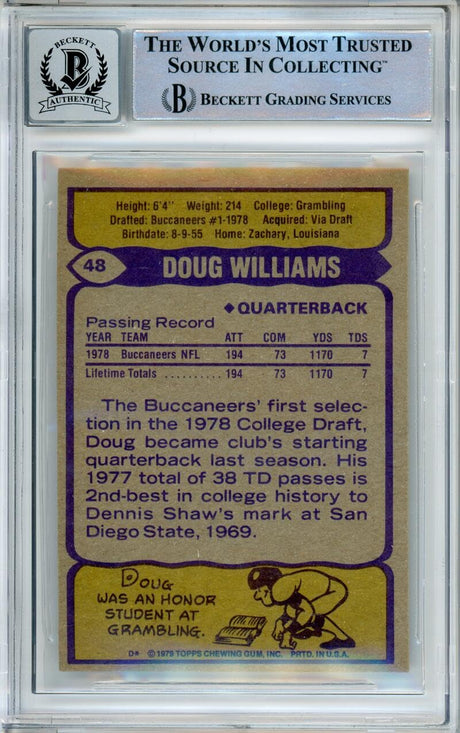 BECKETT
B
AUTHENTIC
THE WORLD'S MOST TRUSTED
SOURCE IN COLLECTING™
B BECKETT GRADING SERVICES
Height: 6'4" Weight: 214 College: Grambling
Drafted: Buccaneers #1-1978 Acquired: Via Draft
Birthdate: 8-9-55 Home: Zachary, Louisiana
48 DOUG WILLIAMS
◆QUARTERBACK
Passing Record
YEAR TEAM ATT COM YDS TDS
1978 Buccaneers NFL 194 73 1170 7
Lifetime Totals .......... 194 73 1170 7
The Buccaneers' first selec-
tion in the 1978 College Draft,
Doug became club's starting
quarterback last season. His
1977 total of 38 TD passes is
2nd-best in college history to
Dennis Shaw's mark at San
Diego State, 1969.
DOUG
WAS AN HONOR
STUDENT AT
GRAMBLING.
D* © 1979 TOPPS CHEWING GUM, INC. PRTD. IN U.S.A.